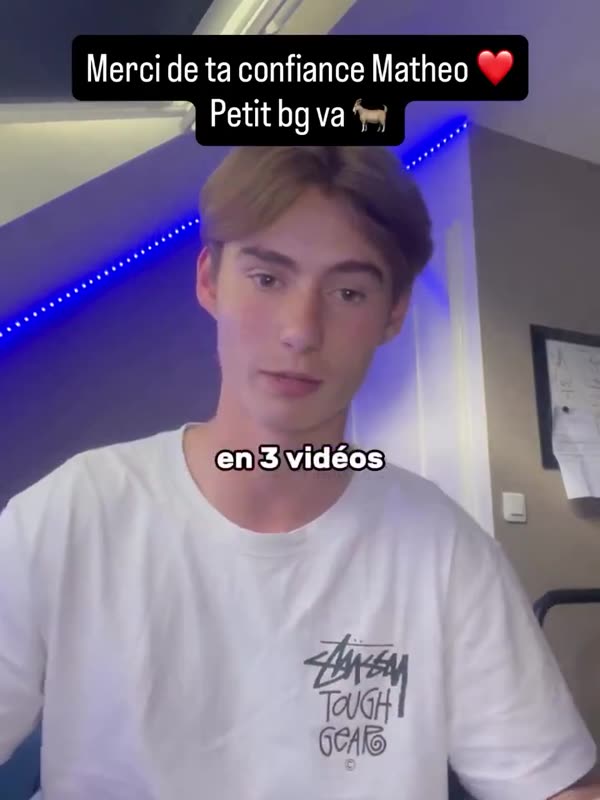 Merci de ta confiance Matheo ❤️
Petit bg va 🐐
en 3 vidéos
STÜSSY
TOUGH
GEAR
©